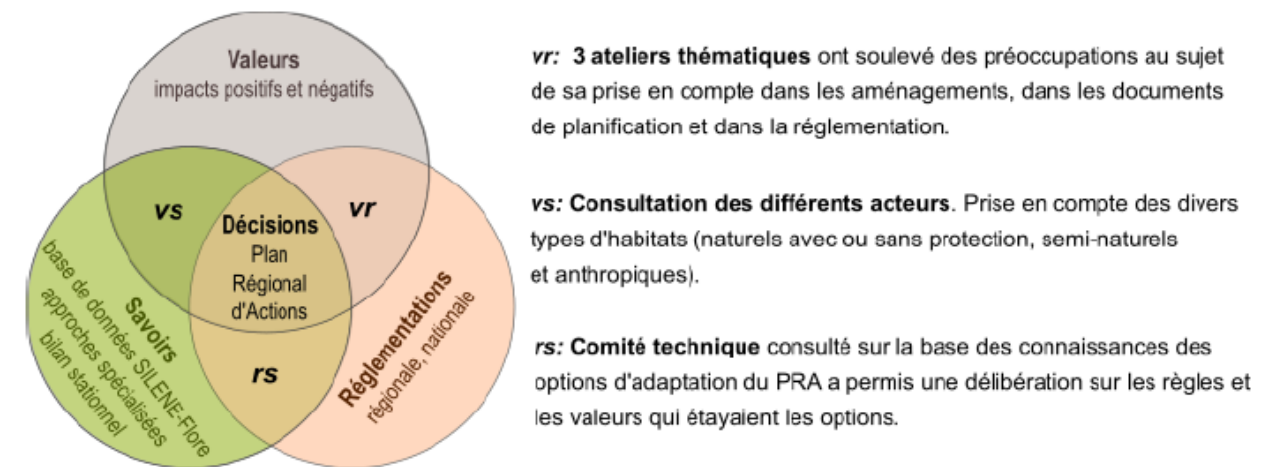 Valeurs
impacts positifs et négatifs
vs
vr
Décisions
Plan
Régional
d'Actions
Savoirs
base de données SILENE-Flore
approches spécialisées
bilan stationnel
Réglementations
régionale, nationale
rs
vr: 3 ateliers thématiques ont soulevé des préoccupations au sujet
de sa prise en compte dans les aménagements, dans les documents
de planification et dans la réglementation.
vs: Consultation des différents acteurs. Prise en compte des divers
types d'habitats (naturels avec ou sans protection, semi-naturels
et anthropiques).
rs: Comité technique consulté sur la base des connaissances des
options d'adaptation du PRA a permis une délibération sur les règles et
les valeurs qui étayaient les options.